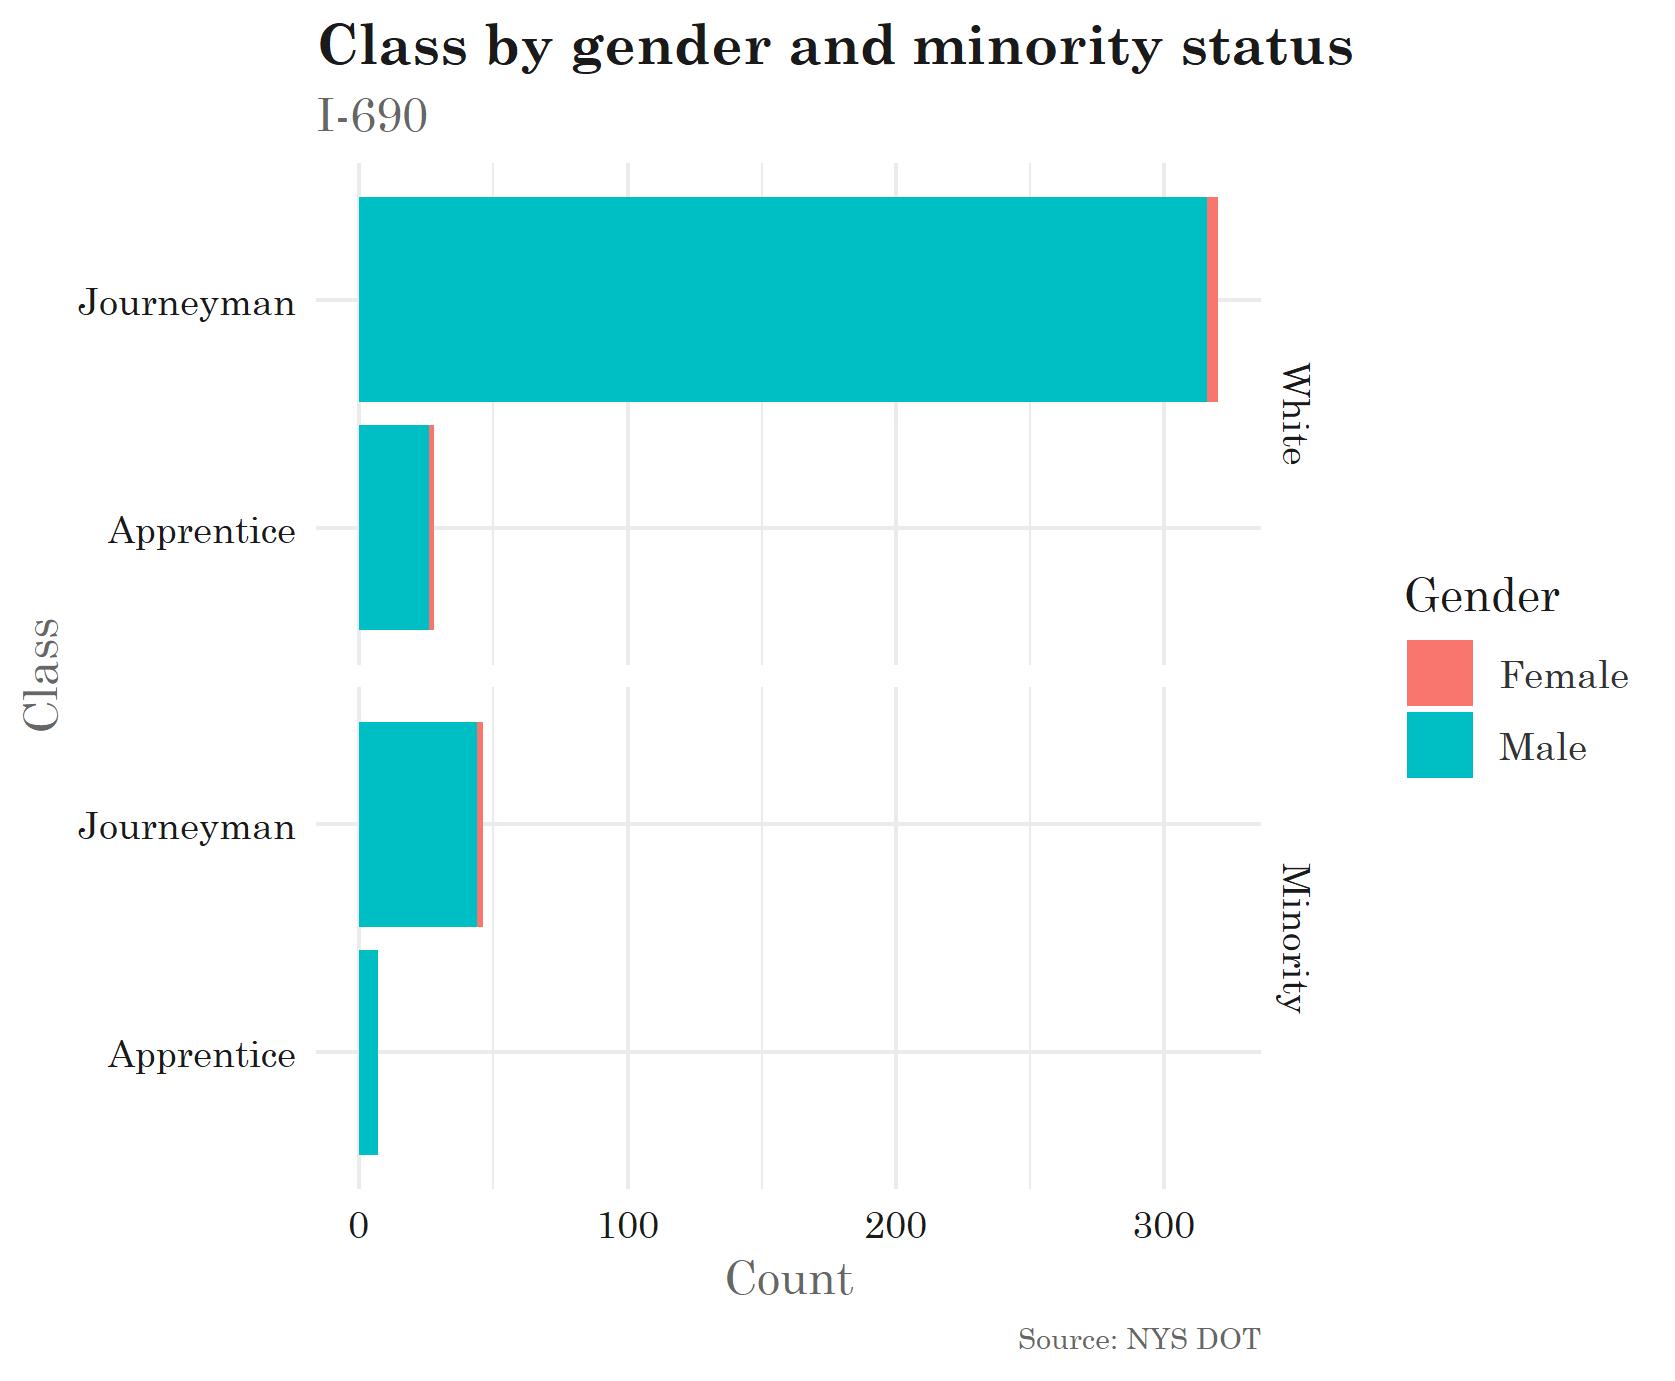 Class by gender and minority status
I-690
Journeyman
Apprentice
White
Journeyman
Apprentice
Minority
Class
0 100 200 300
Count
Gender
Female
Male
Source: NYS DOT